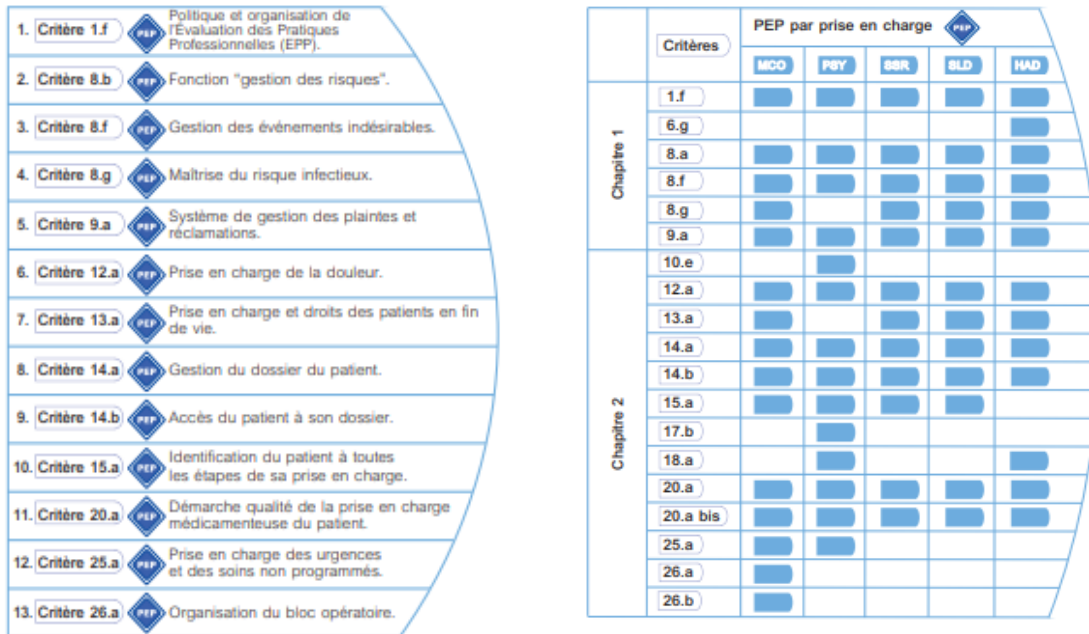 1. Critère 1.f PEP Politique et organisation de
l'Évaluation des Pratiques
Professionnelles (EPP).
2. Critère 8.b PEP Fonction "gestion des risques".
3. Critère 8.f PEP Gestion des événements indésirables.
4. Critère 8.g PEP Maîtrise du risque infectieux.
5. Critère 9.a PEP Système de gestion des plaintes et
réclamations.
6. Critère 12.a PEP Prise en charge de la douleur.
7. Critère 13.a PEP Prise en charge et droits des patients en fin
de vie.
8. Critère 14.a PEP Gestion du dossier du patient.
9. Critère 14.b PEP Accès du patient à son dossier.
10. Critère 15.a PEP Identification du patient à toutes
les étapes de sa prise en charge.
11. Critère 20.a PEP Démarche qualité de la prise en charge
médicamenteuse du patient.
12. Critère 25.a PEP Prise en charge des urgences
et des soins non programmés.
13. Critère 26.a PEP Organisation du bloc opératoire.
Critères
PEP par prise en charge PEP
MCO PSY SSR SLD HAD
Chapitre 1
1.f
6.g
8.a
8.f
8.g
9.a
Chapitre 2
10.e
12.a
13.a
14.a
14.b
15.a
17.b
18.a
20.a
20.a bis
25.a
26.a
26.b